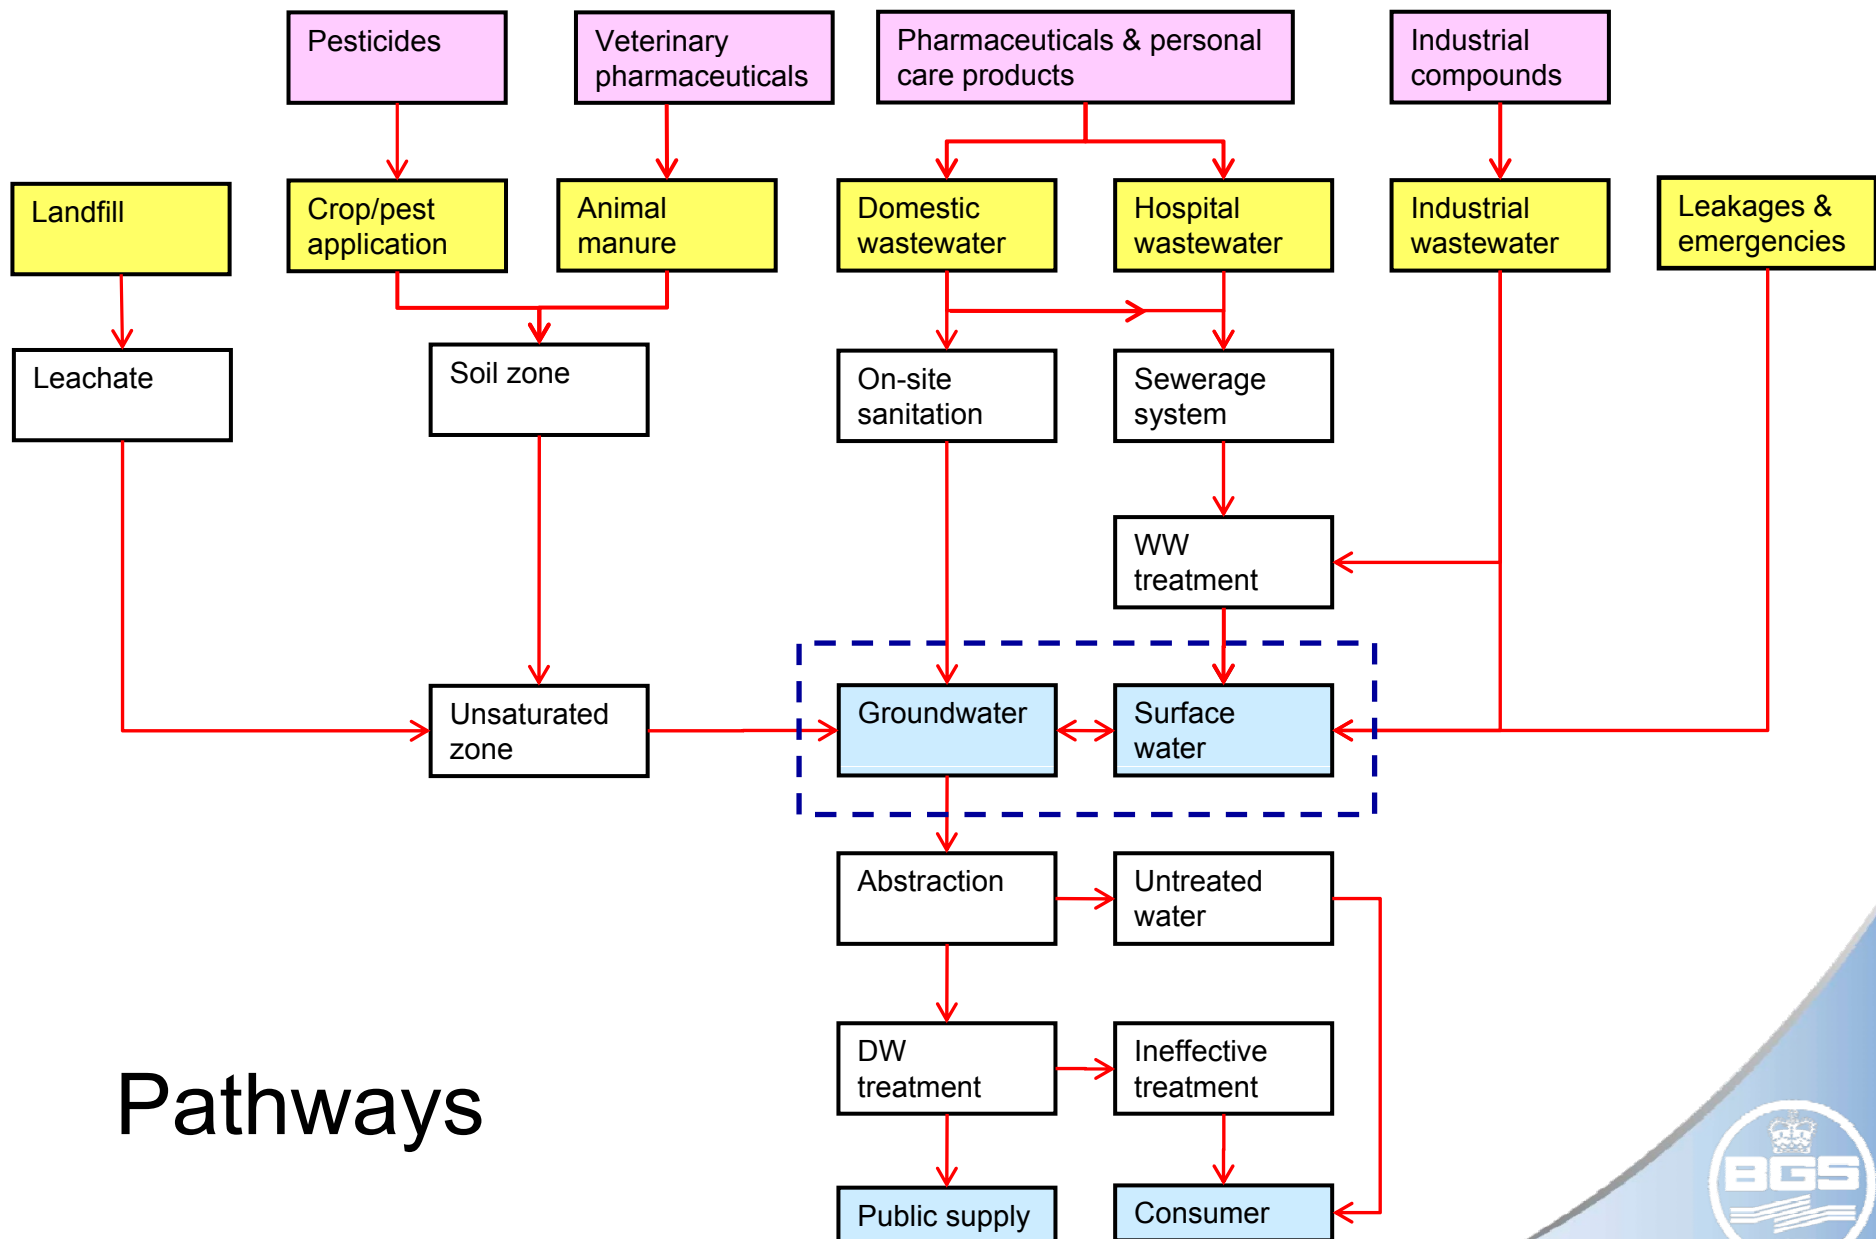 Pesticides
Veterinary
pharmaceuticals
Pharmaceuticals & personal
care products
Industrial
compounds
Landfill
Crop/pest
application
Animal
manure
Domestic
wastewater
Hospital
wastewater
Industrial
wastewater
Leakages &
emergencies
Leachate
Soil zone
On-site
sanitation
Sewerage
system
WW
treatment
Unsaturated
zone
Groundwater
Surface
water
Abstraction
Untreated
water
DW
treatment
Ineffective
treatment
Public supply
Consumer
Pathways
BGS